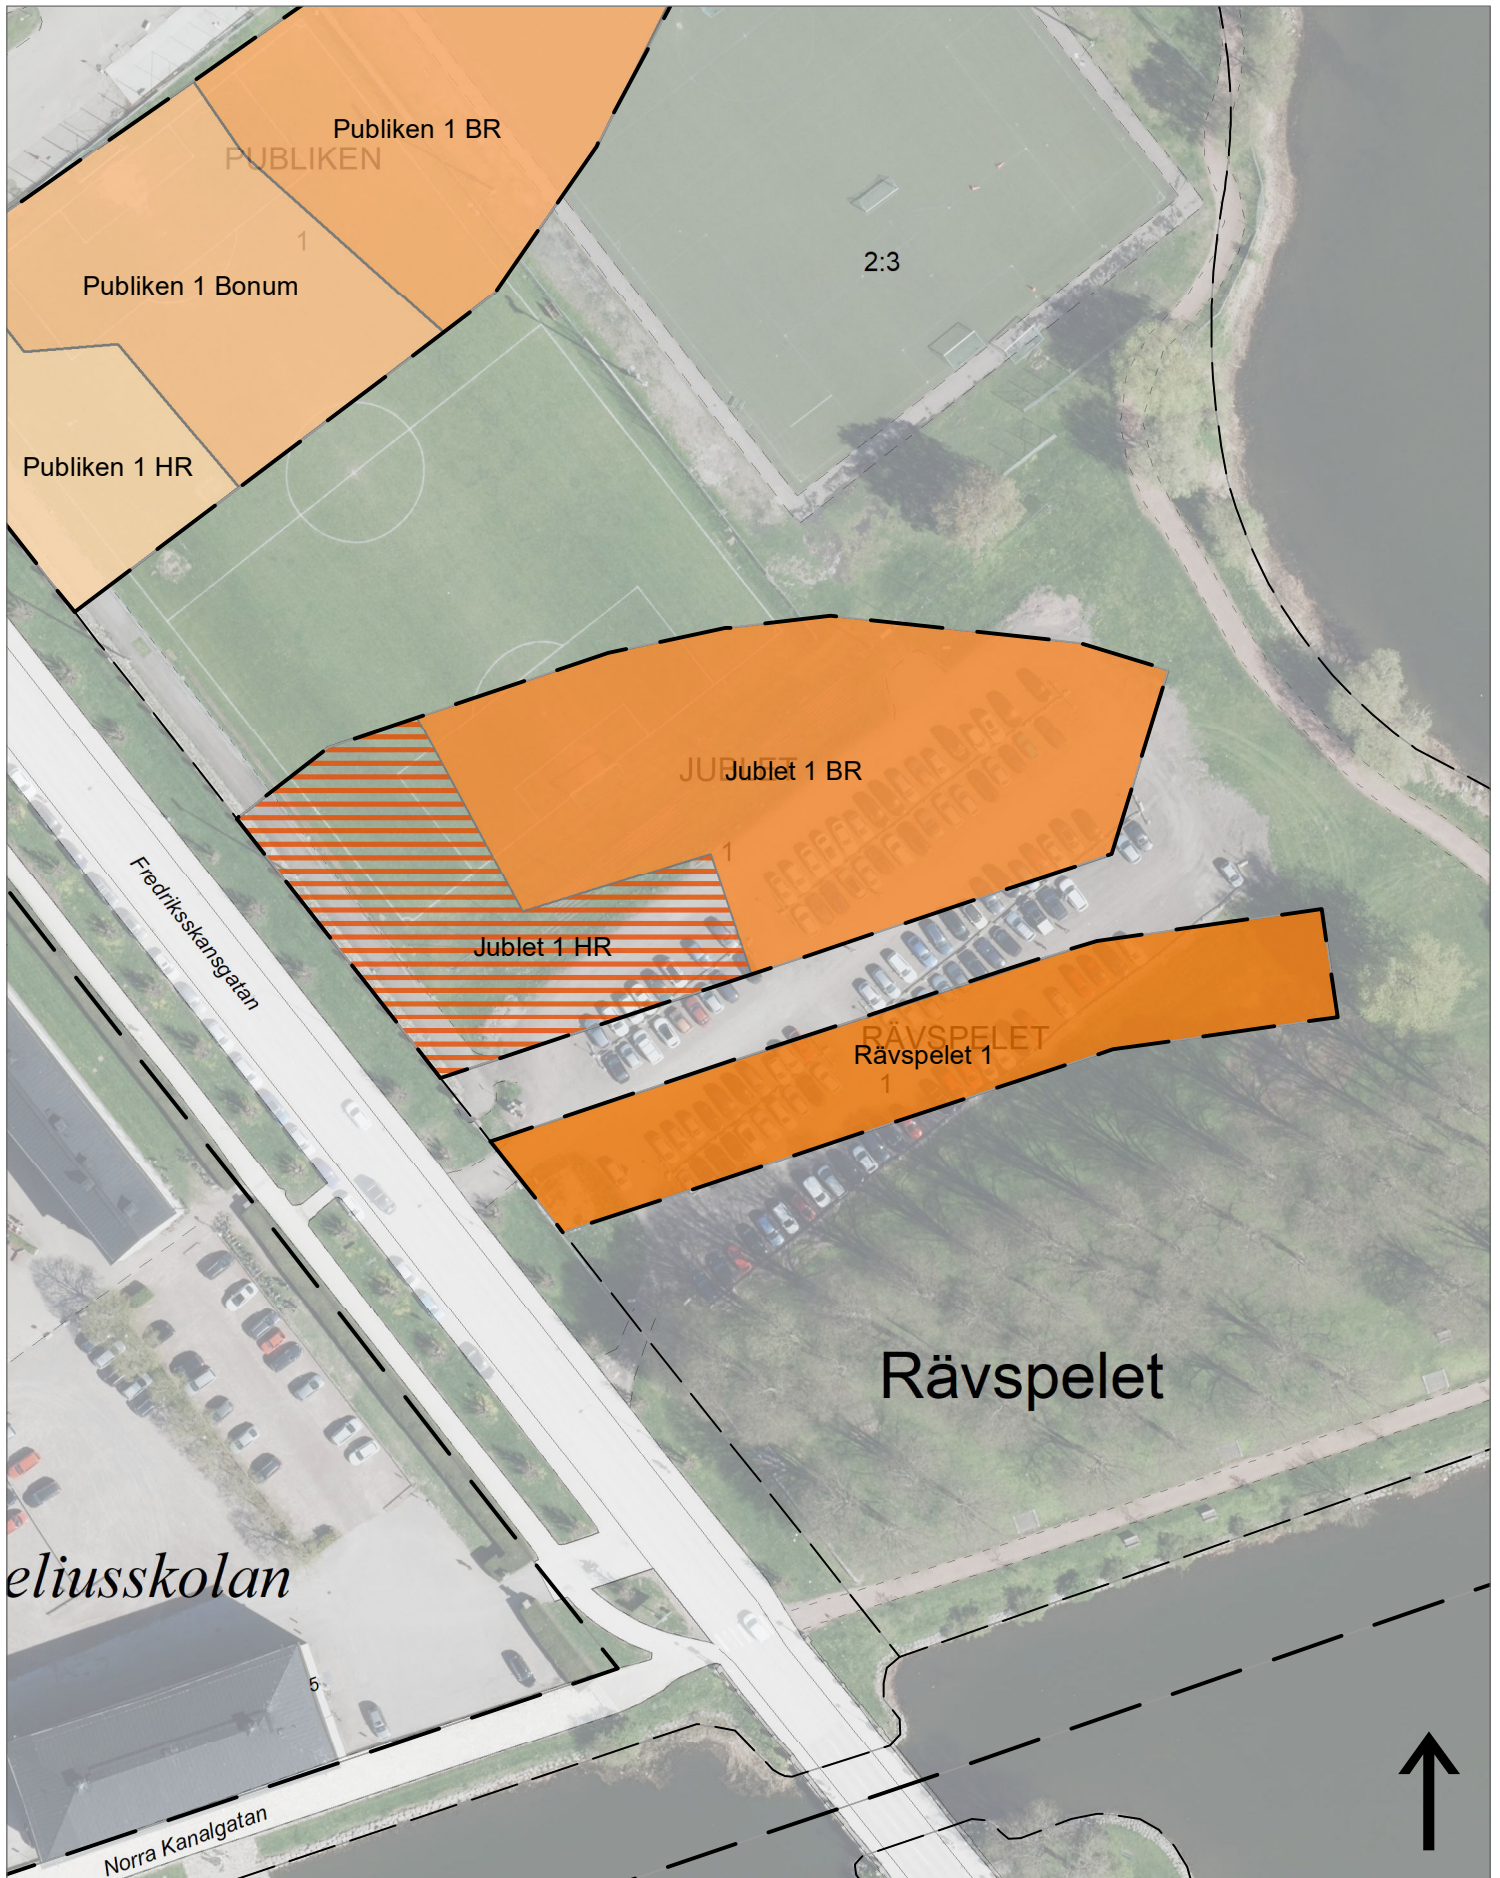 Publiken 1 BR
PUBLIKEN
1
2:3
Publiken 1 Bonum
Publiken 1 HR
JUBLET
Jublet 1 BR
1
Fredriksskansgatan
Jublet 1 HR
RÄVSPELET
Rävspelet 1
1
Rävspelet
eliusskolan
5
Norra Kanalgatan